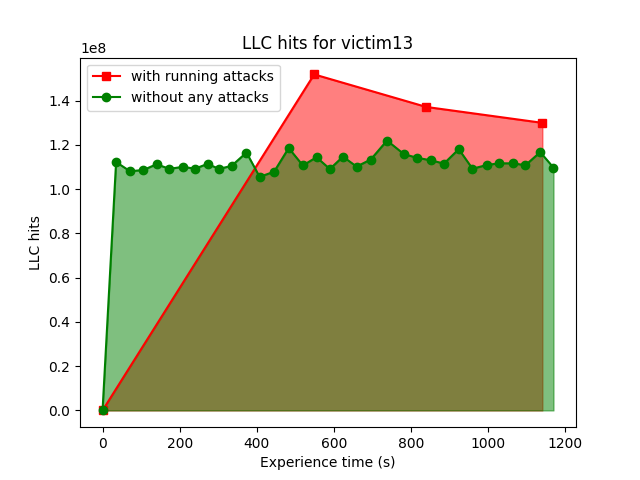 LLC hits for victim13
1e8
with running attacks
without any attacks
1.4
1.2
1.0
0.8
0.6
0.4
0.2
0.0
LLC hits
0 200 400 600 800 1000 1200
Experience time (s)